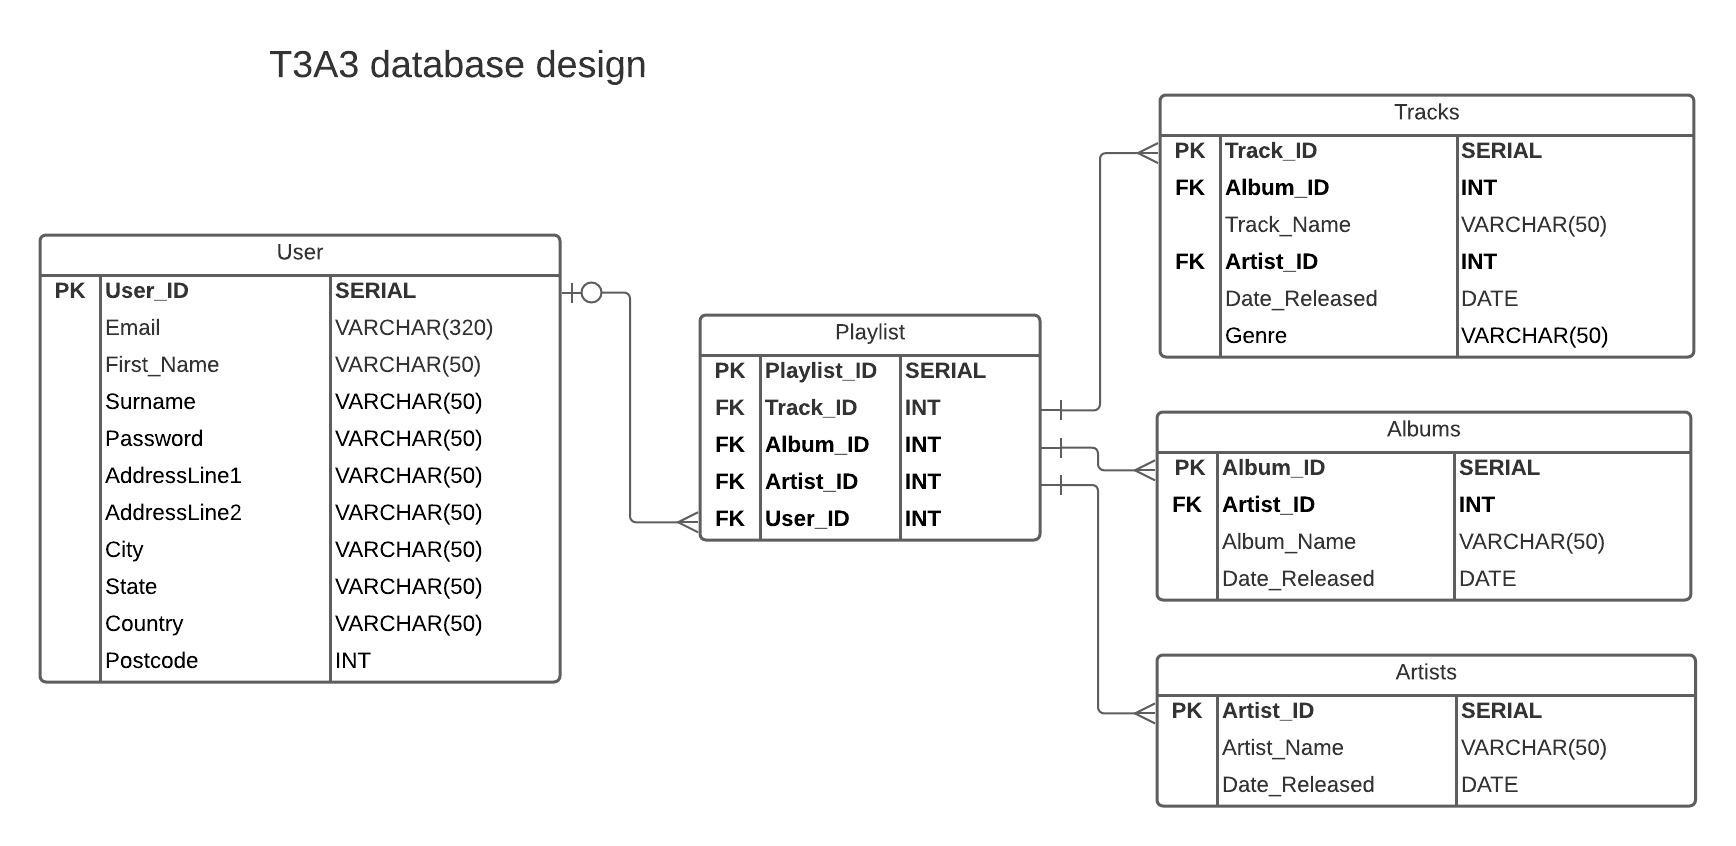 T3A3 database design
User
PK User_ID SERIAL
Email VARCHAR(320)
First_Name VARCHAR(50)
Surname VARCHAR(50)
Password VARCHAR(50)
AddressLine1 VARCHAR(50)
AddressLine2 VARCHAR(50)
City VARCHAR(50)
State VARCHAR(50)
Country VARCHAR(50)
Postcode INT
Playlist
PK Playlist_ID SERIAL
FK Track_ID INT
FK Album_ID INT
FK Artist_ID INT
FK User_ID INT
Tracks
PK Track_ID SERIAL
FK Album_ID INT
Track_Name VARCHAR(50)
FK Artist_ID INT
Date_Released DATE
Genre VARCHAR(50)
Albums
PK Album_ID SERIAL
FK Artist_ID INT
Album_Name VARCHAR(50)
Date_Released DATE
Artists
PK Artist_ID SERIAL
Artist_Name VARCHAR(50)
Date_Released DATE